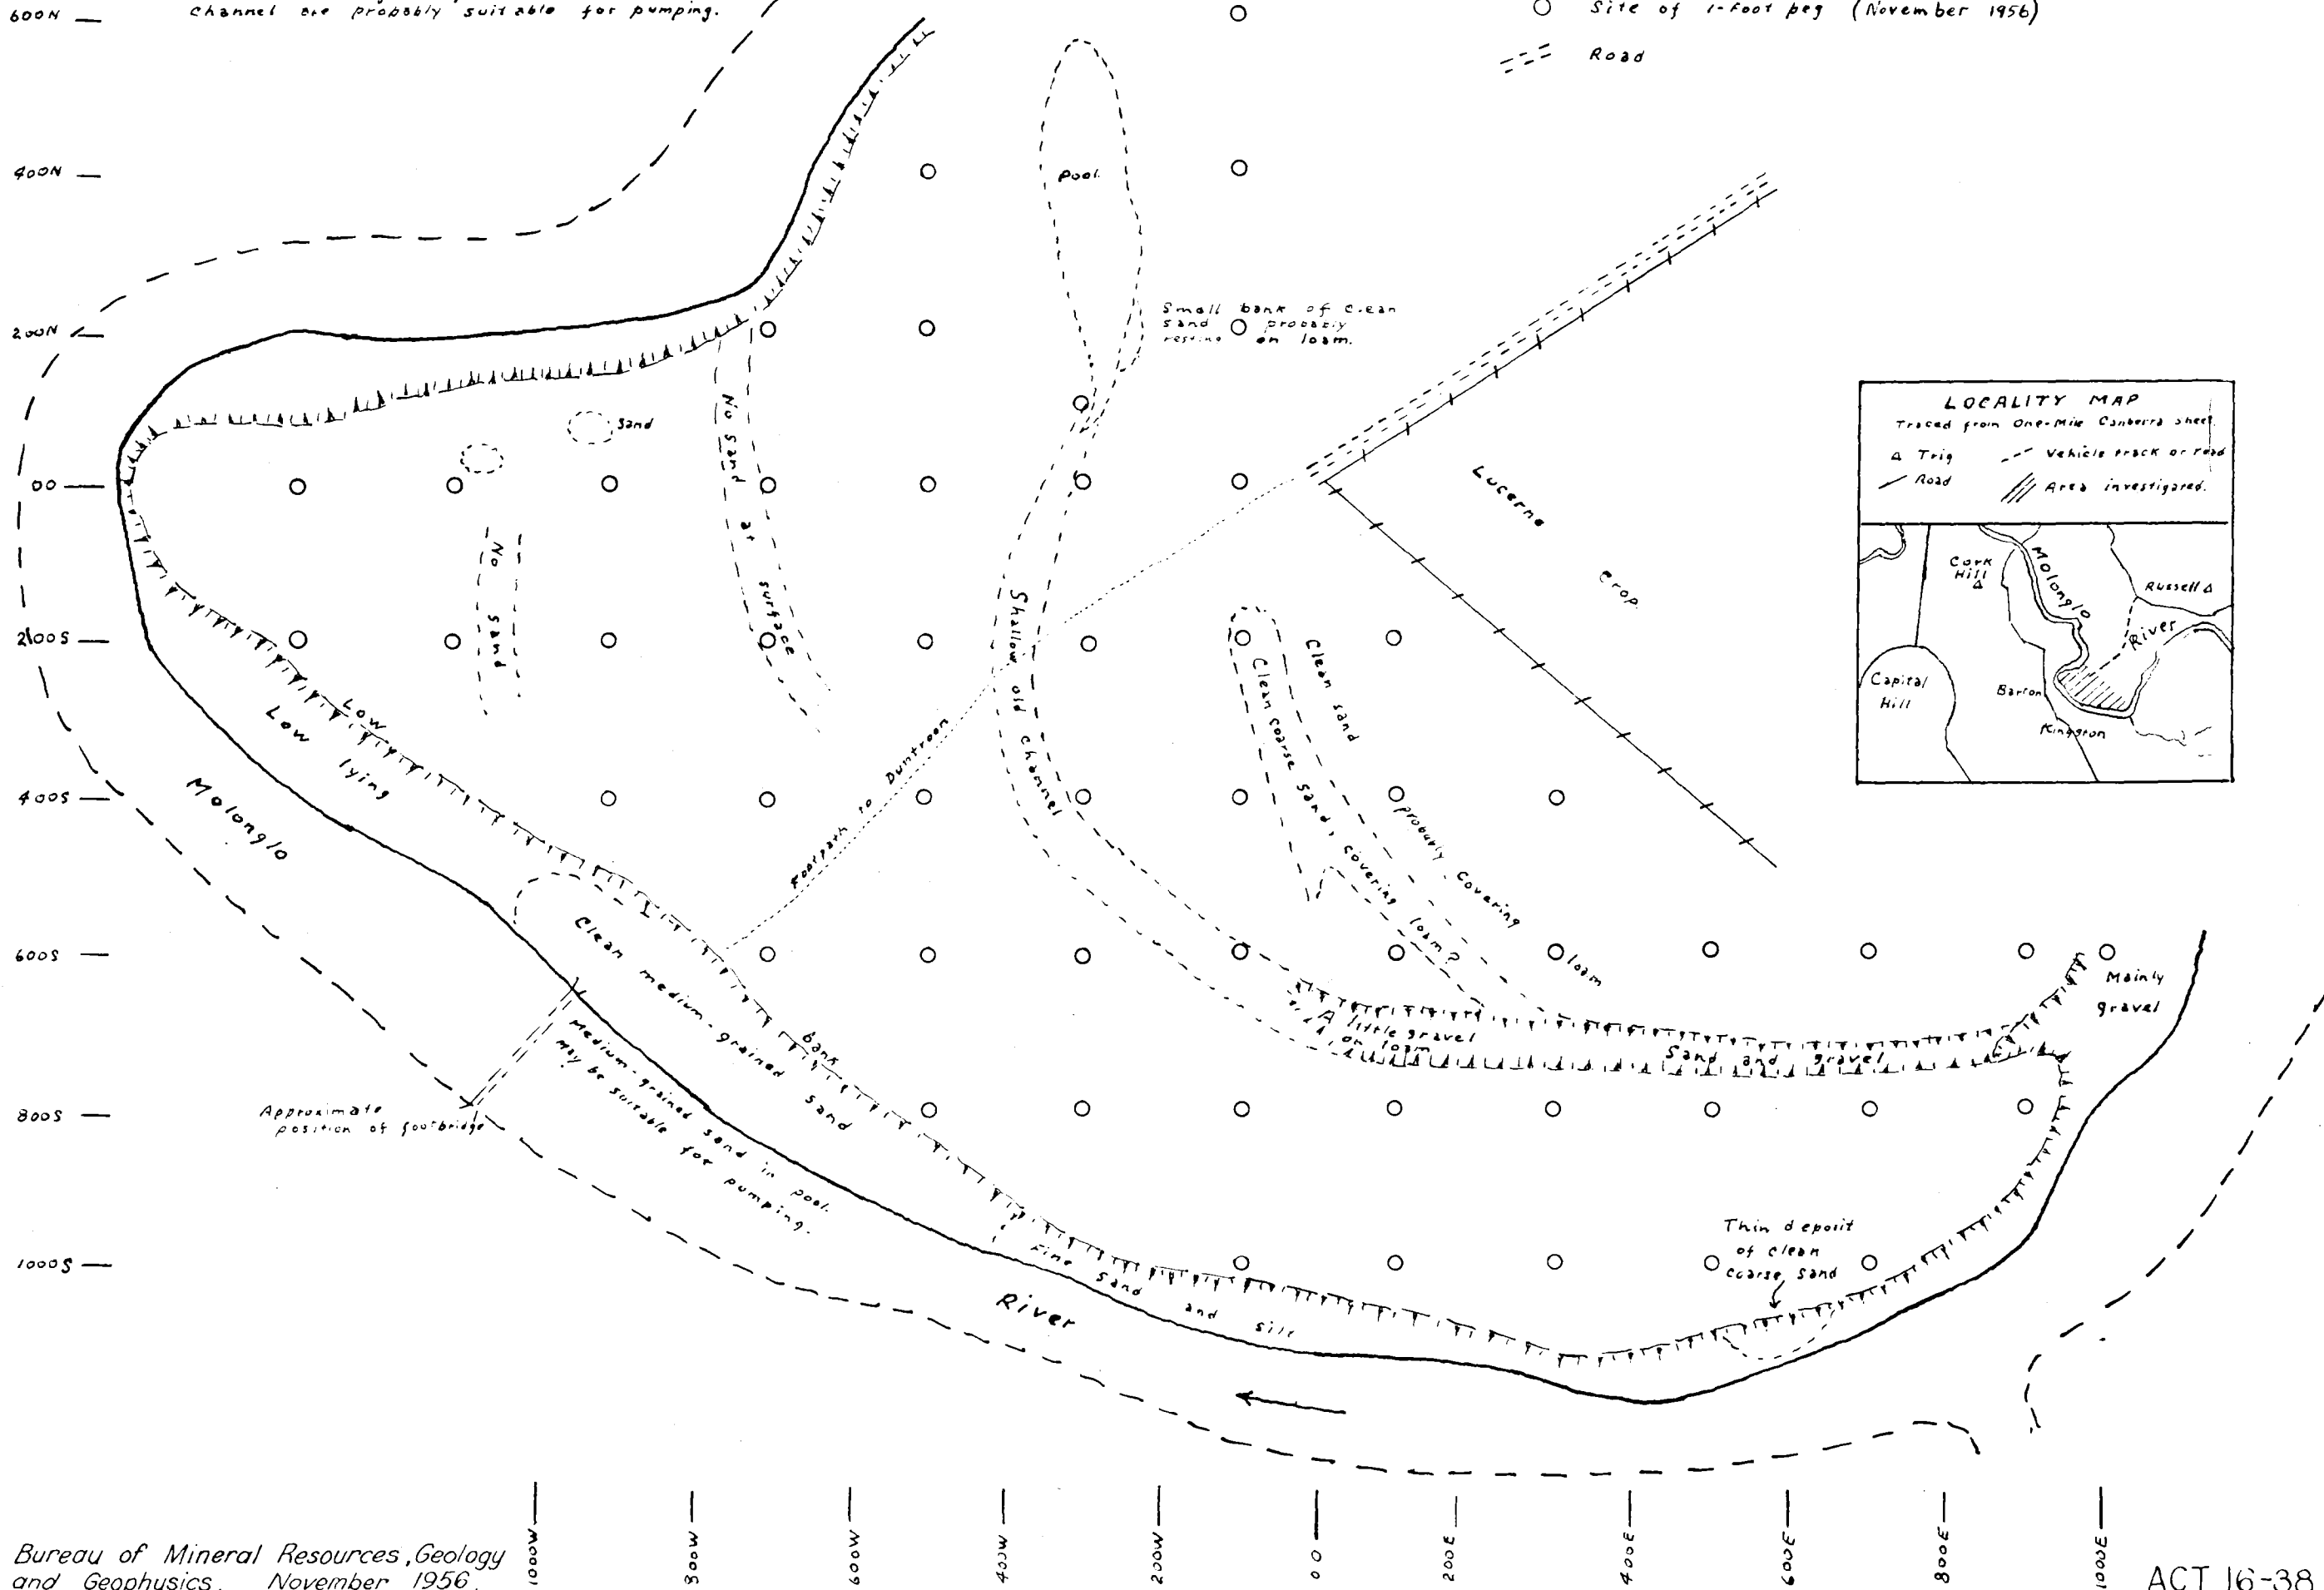 600N
channel are probably suitable for pumping.
Site of 1-foot peg (November 1956)
Road
400N
200N
00
200S
400S
600S
800S
1000S
Pool.
Small bank of clean
sand probably
resting on loam.
Sand
No sand at surface
No sand
Lucerne crop.
Shallow old channel
Clean sand probably covering loam
Clean coarse sand, covering loam?
Low bank
Low lying
Footpath to Duntroon
Molonglo
River
Clean medium-grained sand
Medium-grained sand in pool.
May be suitable for pumping.
Approximate
position of footbridge
A little gravel
on loam
Sand and gravel
Mainly
gravel
Fine sand and silt
Thin deposit
of clean
coarse sand
LOCALITY MAP
Traced from One-Mile Canberra sheet.
Trig
Vehicle track or road
Road
Area investigated.
Cork
Hill
Molonglo
River
Russell
Capital
Hill
Barton
Kingston
1000W
800W
600W
400W
200W
00
200E
400E
600E
800E
1000E
Bureau of Mineral Resources, Geology
and Geophysics. November 1956.
ACT 16-38